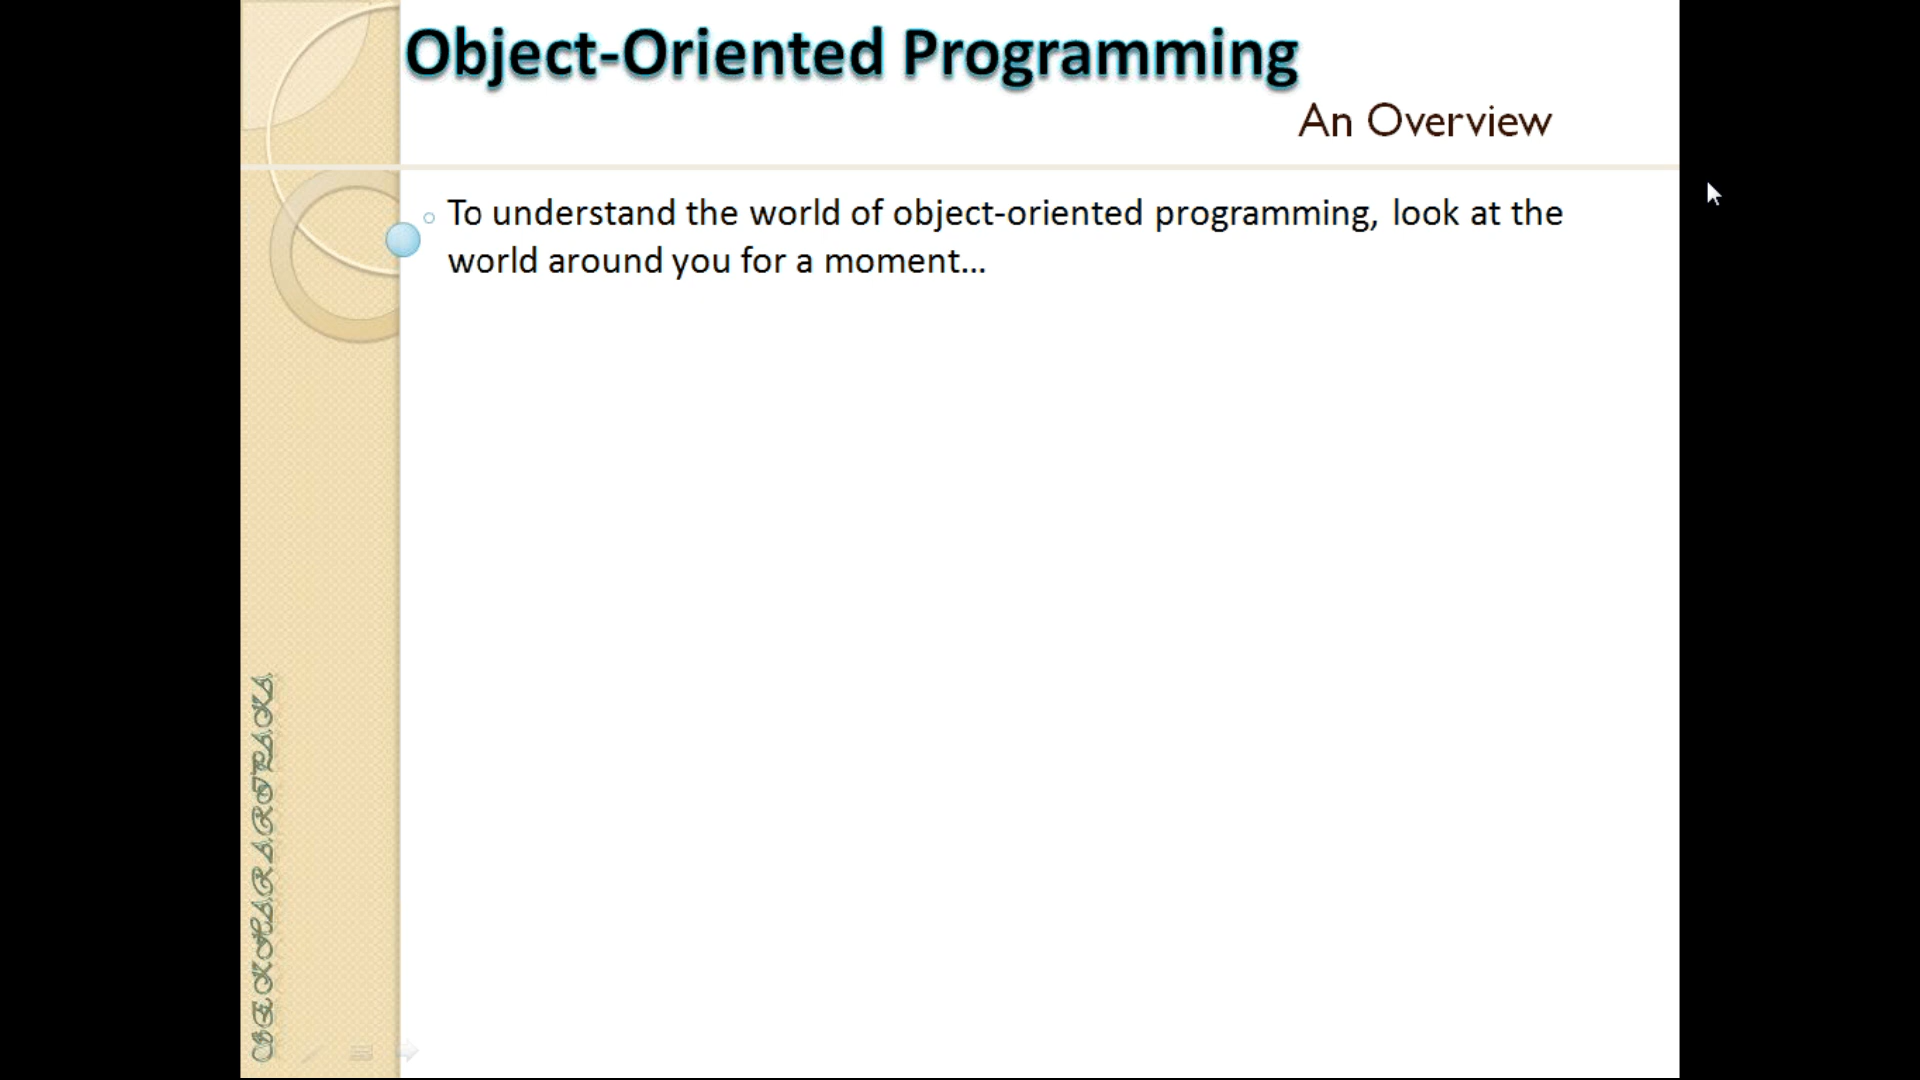 Object-Oriented Programming
An Overview
To understand the world of object-oriented programming, look at the
world around you for a moment...